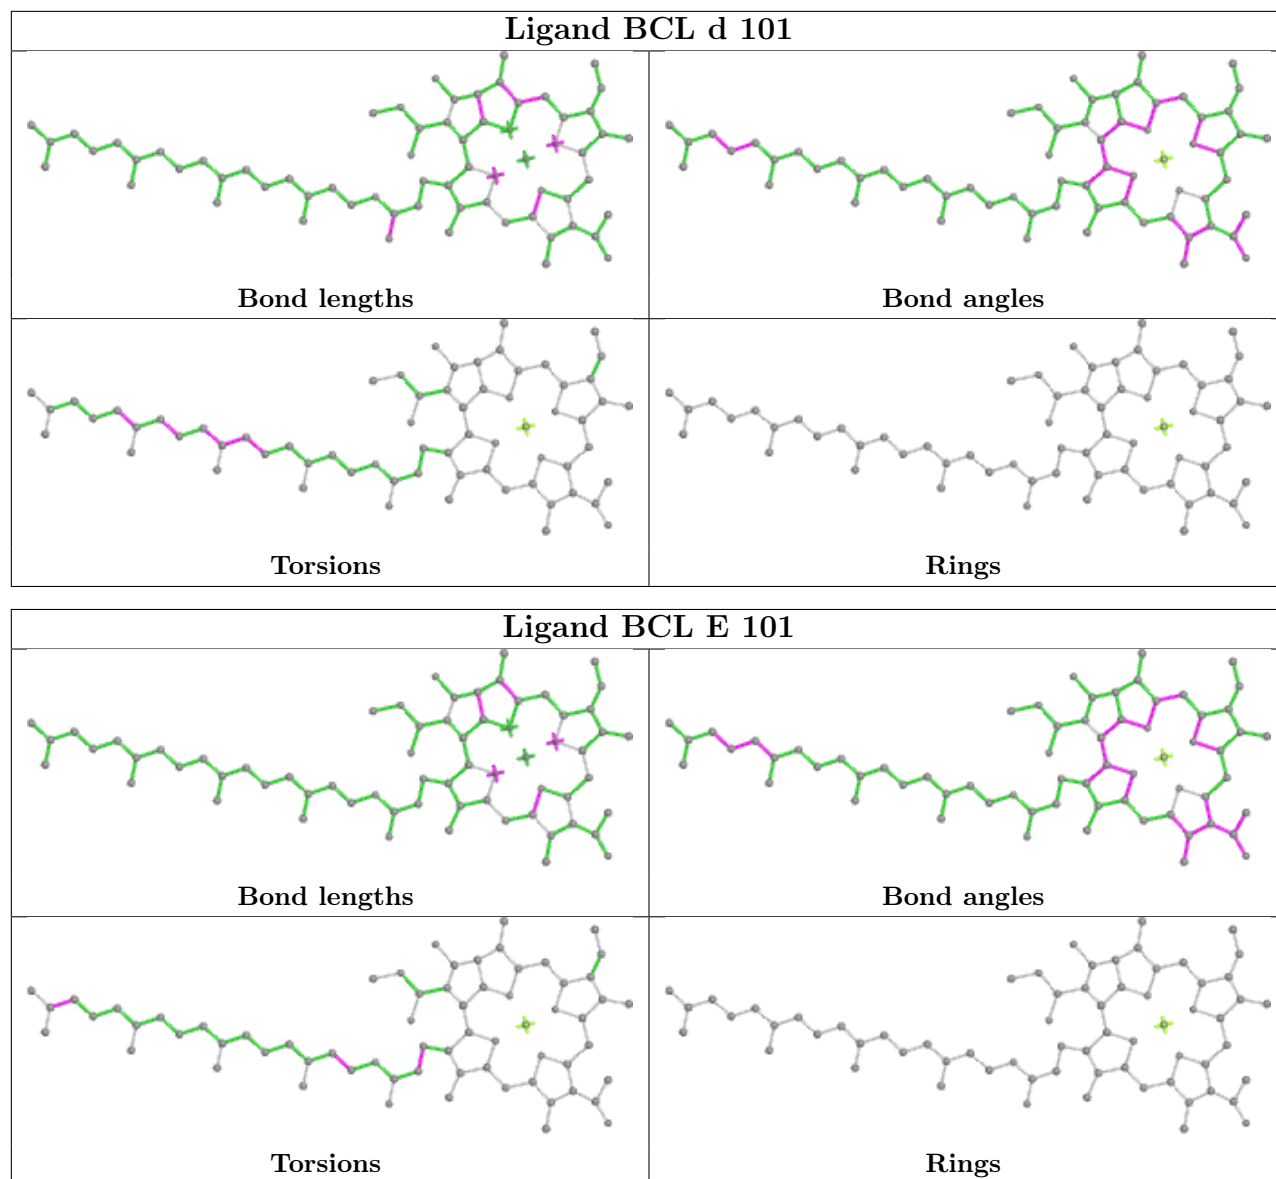 Ligand BCL d 101
Bond lengths
Bond angles
Torsions
Rings
Ligand BCL E 101
Bond lengths
Bond angles
Torsions
Rings